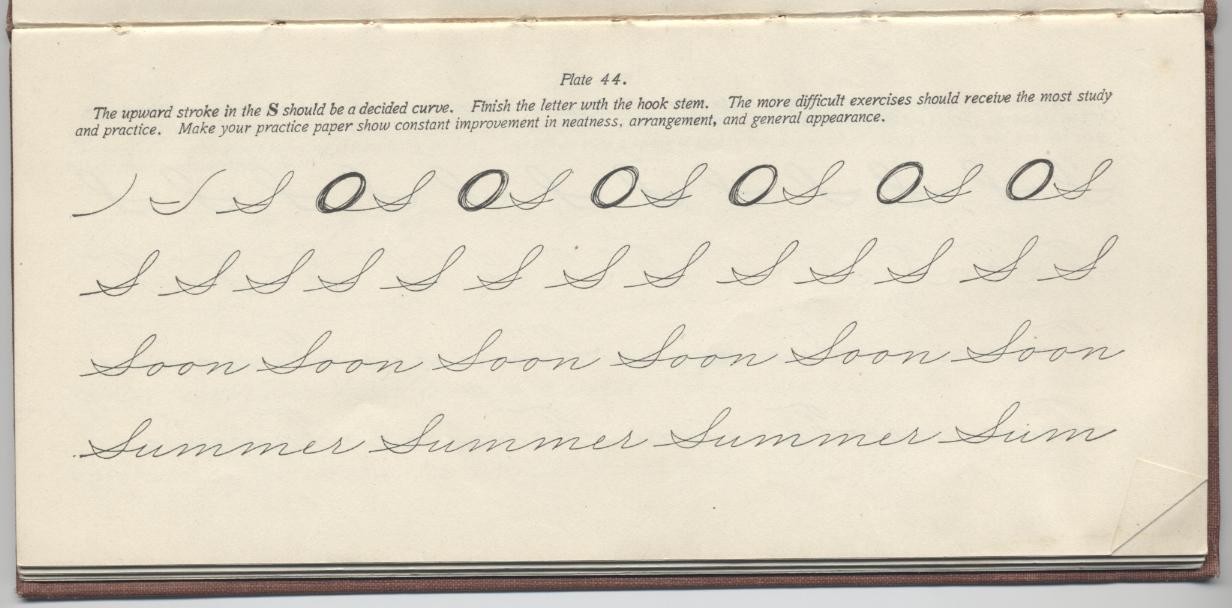 Plate 44.
The upward stroke in the S should be a decided curve. Finish the letter with the hook stem. The more difficult exercises should receive the most study
and practice. Make your practice paper show constant improvement in neatness, arrangement, and general appearance.
S O S O S O S O S O S O S
S S S S S S S S S S S S S
Soon Soon Soon Soon Soon Soon
Summer Summer Summer Sum